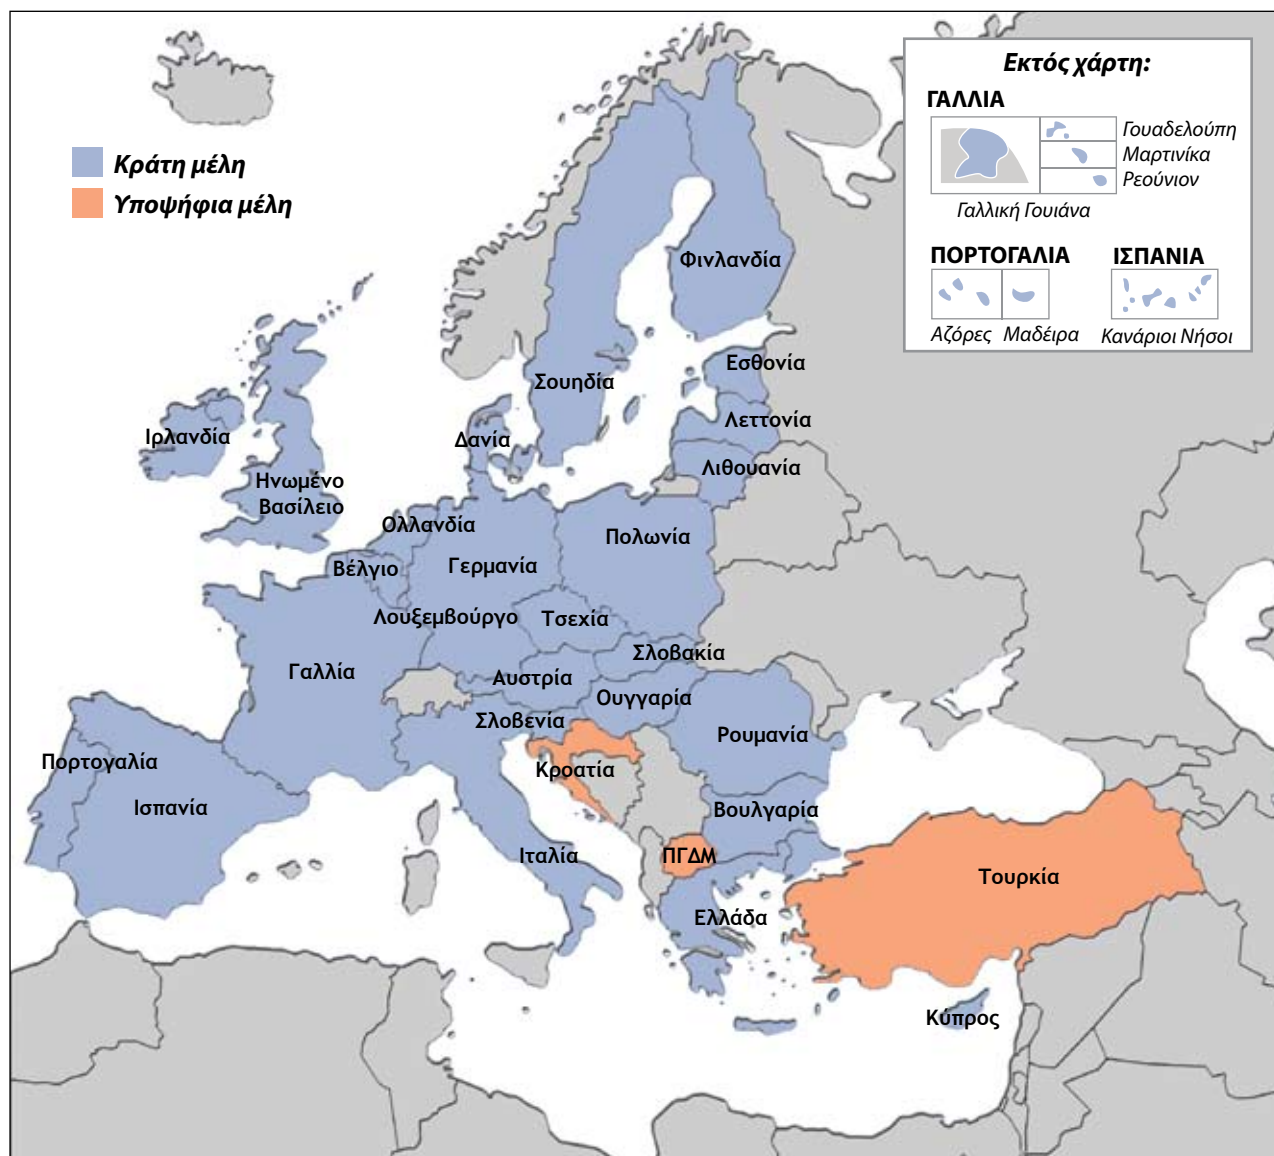 Εκτός χάρτη:
ΓΑΛΛΙΑ
Γουαδελούπη
Μαρτινίκα
Ρεούνιον
Γαλλική Γουιάνα
ΠΟΡΤΟΓΑΛΙΑ
ΙΣΠΑΝΙΑ
Αζόρες
Μαδέιρα
Κανάριοι Νήσοι
Κράτη μέλη
Υποψήφια μέλη
Φινλανδία
Εσθονία
Σουηδία
Λεττονία
Ιρλανδία
Δανία
Λιθουανία
Ηνωμένο
Βασίλειο
Ολλανδία
Πολωνία
Βέλγιο
Γερμανία
Λουξεμβούργο
Τσεχία
Σλοβακία
Γαλλία
Αυστρία
Ουγγαρία
Σλοβενία
Ρουμανία
Πορτογαλία
Κροατία
Ισπανία
Βουλγαρία
Ιταλία
ΠΓΔΜ
Τουρκία
Ελλάδα
Κύπρος